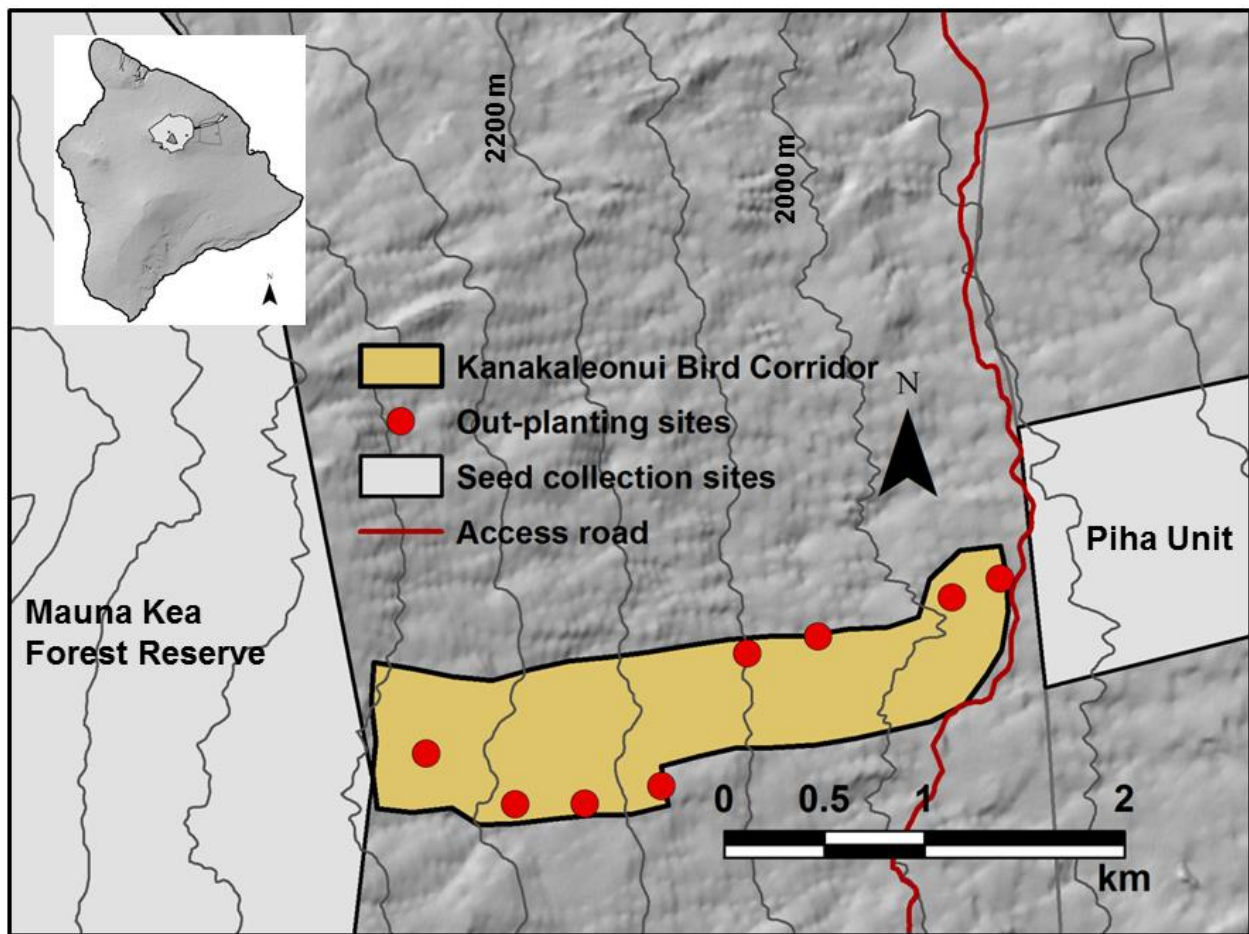 N
2200 m
2000 m
Kanakaleonui Bird Corridor
N
Out-planting sites
Seed collection sites
Access road
Piha Unit
Mauna Kea
Forest Reserve
0 0.5 1 2
km